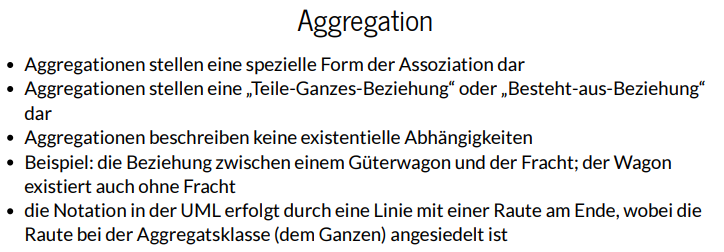 Aggregation
• Aggregationen stellen eine spezielle Form der Assoziation dar
• Aggregationen stellen eine „Teile-Ganzes-Beziehung“ oder „Besteht-aus-Beziehung“
dar
• Aggregationen beschreiben keine existentielle Abhängigkeiten
• Beispiel: die Beziehung zwischen einem Güterwagon und der Fracht; der Wagon
existiert auch ohne Fracht
• die Notation in der UML erfolgt durch eine Linie mit einer Raute am Ende, wobei die
Raute bei der Aggregatsklasse (dem Ganzen) angesiedelt ist